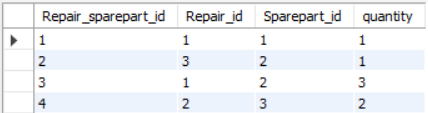 Repair_sparepart_id Repair_id Sparepart_id quantity
1 1 1 1
2 3 2 1
3 1 2 3
4 2 3 2